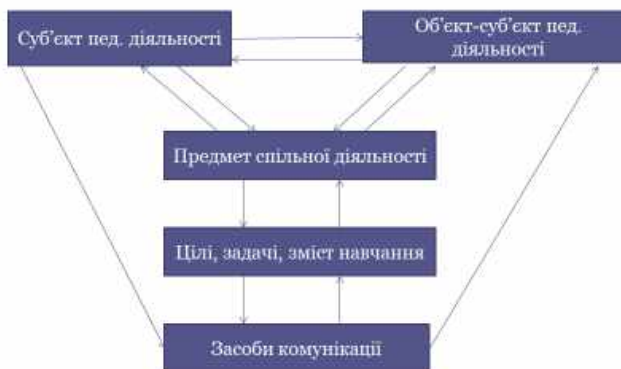 Суб’єкт пед. діяльності
Об’єкт-суб’єкт пед.
діяльності
Предмет спільної діяльності
Цілі, задачі, зміст навчання
Засоби комунікації